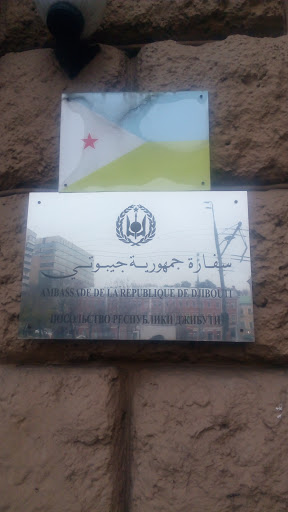 سفارة جمهورية جيبوتي
AMBASSADE DE LA REPUBLIQUE DE DJIBOUTI
ПОСОЛЬСТВО РЕСПУБЛИКИ ДЖИБУТИ